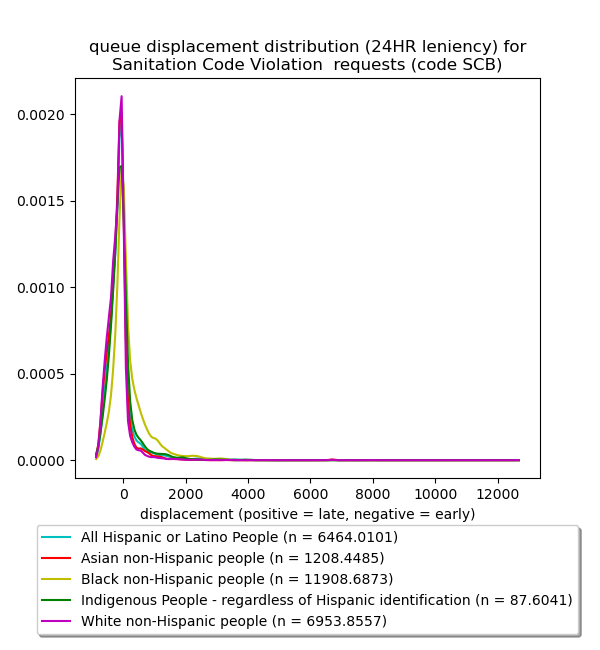 queue displacement distribution (24HR leniency) for
Sanitation Code Violation  requests (code SCB)
0.0020
0.0015
0.0010
0.0005
0.0000
0 2000 4000 6000 8000 10000 12000
displacement (positive = late, negative = early)
All Hispanic or Latino People (n = 6464.0101)
Asian non-Hispanic people (n = 1208.4485)
Black non-Hispanic people (n = 11908.6873)
Indigenous People - regardless of Hispanic identification (n = 87.6041)
White non-Hispanic people (n = 6953.8557)